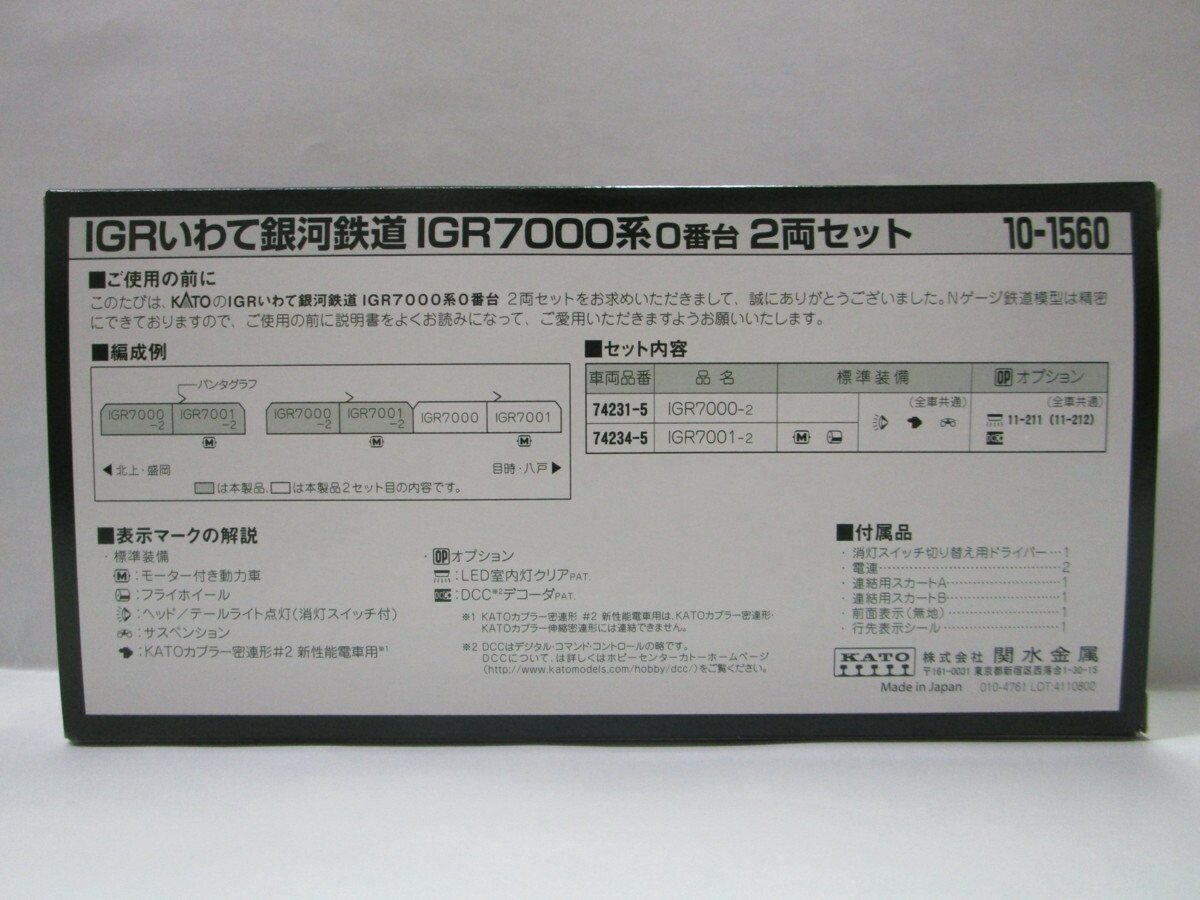 IGRいわて銀河鉄道 IGR7000系0番台 2両セット 10-1560
■ご使用の前に
このたびは、KATOのIGRいわて銀河鉄道 IGR7000系0番台 2両セットをお求めいただきまして、誠にありがとうございました。Nゲージ鉄道模型は精密
にできておりますので、ご使用の前に説明書をよくお読みになって、ご愛用いただきますようお願いいたします。
■編成例
パンタグラフ
IGR7000-2 IGR7001-2 IGR7000-2 IGR7001-2 IGR7000 IGR7001
M M M
◀北上・盛岡 目時・八戸▶
は本製品、 は本製品2セット目の内容です。
■セット内容
車両品番 品名 標準装備 OPオプション
(全車共通) (全車共通)
74231-5 IGR7000-2 11-211 (11-212)
74234-5 IGR7001-2 M DCC
■表示マークの解説
・標準装備
M:モーター付き動力車
:フライホイール
:ヘッド/テールライト点灯(消灯スイッチ付)
:サスペンション
:KATOカプラー密連形#2 新性能電車用※1
・OPオプション
:LED室内灯クリアPAT.
DCC:DCC※2デコーダPAT.
※1 KATOカプラー密連形 #2 新性能電車用は、KATOカプラー密連形・
KATOカプラー伸縮密連形には連結できません。
※2 DCCはデジタル・コマンド・コントロールの略です。
DCCについて、は詳しくはホビーセンターカトーホームページ
(http://www.katomodels.com/hobby/dcc/)をご覧ください。
■付属品
・消灯スイッチ切り替え用ドライバー…1
・電連……………………2
・連結用スカートA……………1
・連結用スカートB……………1
・前面表示(無地)……………1
・行先表示シール……………1
KATO 株式会社 関水金属
〒161-0031 東京都新宿区西落合1-30-15
Made in Japan 010-4761 LOT:4110802